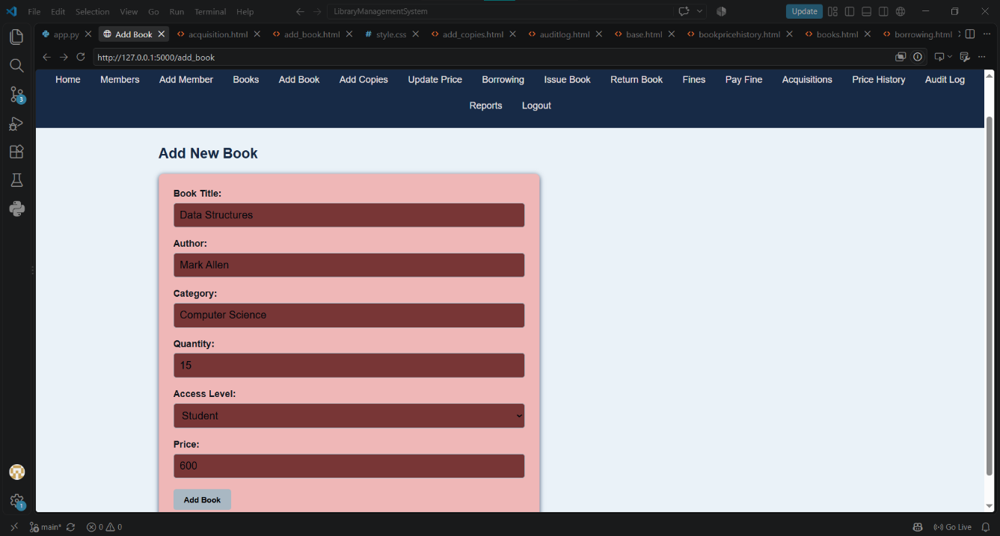 File Edit Selection View Go Run Terminal Help LibraryManagementSystem Update
app.py Add Book acquisition.html add_book.html # style.css add_copies.html auditlog.html base.html bookpricehistory.html books.html borrowing.html
http://127.0.0.1:5000/add_book
Home Members Add Member Books Add Book Add Copies Update Price Borrowing Issue Book Return Book Fines Pay Fine Acquisitions Price History Audit Log
Reports Logout
3
Add New Book
Book Title:
Data Structures
Author:
Mark Allen
Category:
Computer Science
Quantity:
15
Access Level:
Student
Price:
600
Add Book
1
main* 0 0 Go Live